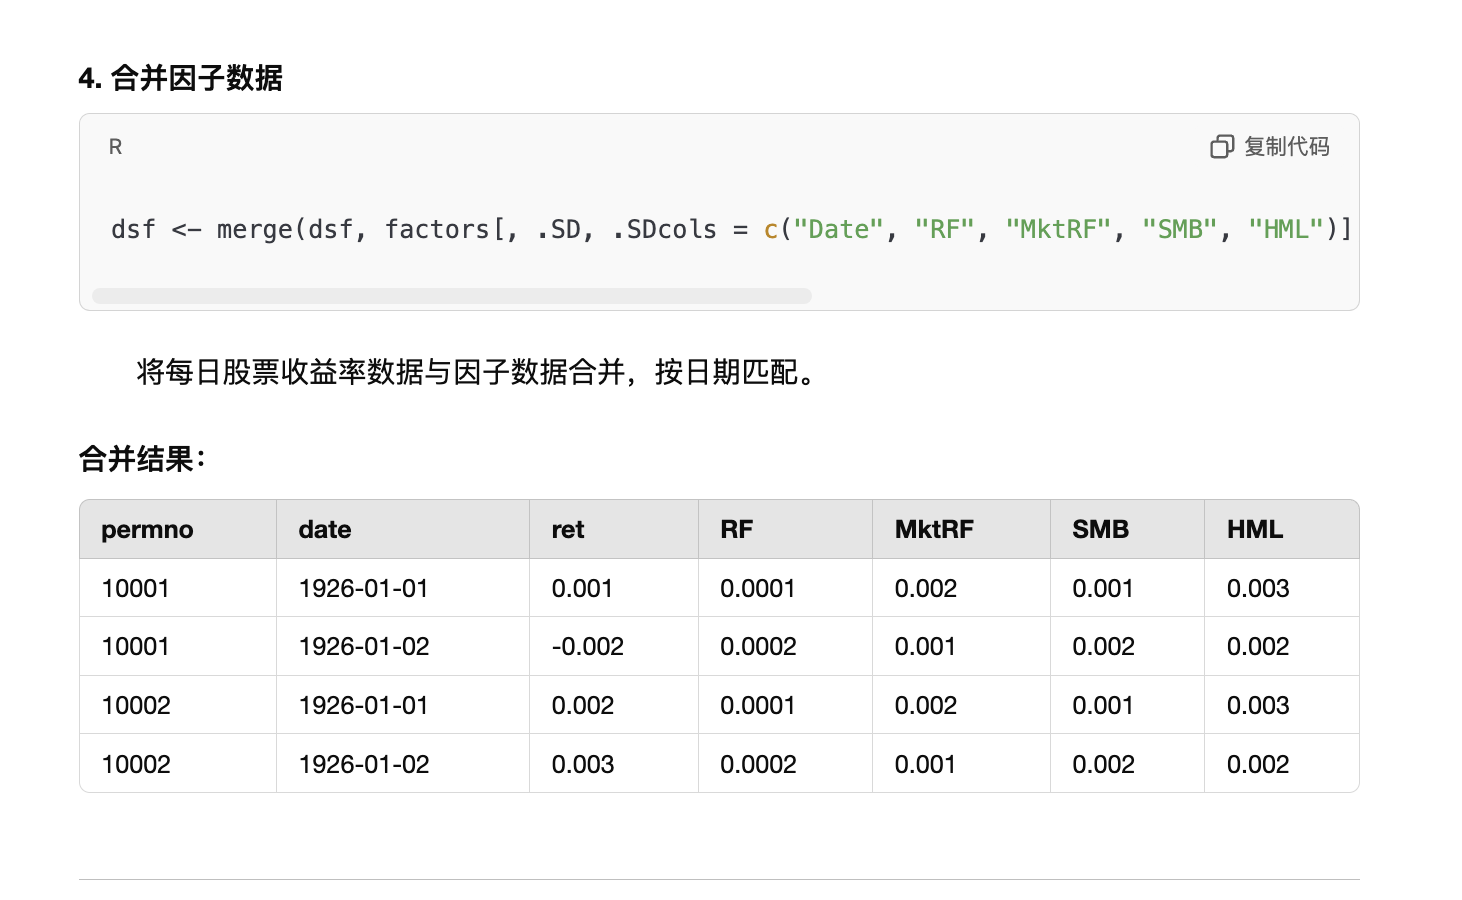 4. 合并因子数据
R
复制代码
dsf <- merge(dsf, factors[, .SD, .SDcols = c("Date", "RF", "MktRF", "SMB", "HML")]
将每日股票收益率数据与因子数据合并，按日期匹配。
合并结果：
permno date ret RF MktRF SMB HML
10001 1926-01-01 0.001 0.0001 0.002 0.001 0.003
10001 1926-01-02 -0.002 0.0002 0.001 0.002 0.002
10002 1926-01-01 0.002 0.0001 0.002 0.001 0.003
10002 1926-01-02 0.003 0.0002 0.001 0.002 0.002